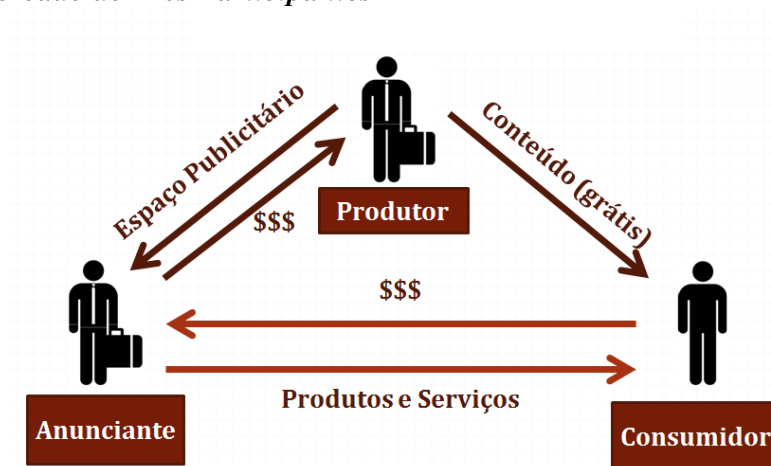 Espaço Publicitário
Conteúdo (grátis)
Produtor
$$$
$$$
Produtos e Serviços
Anunciante
Consumidor